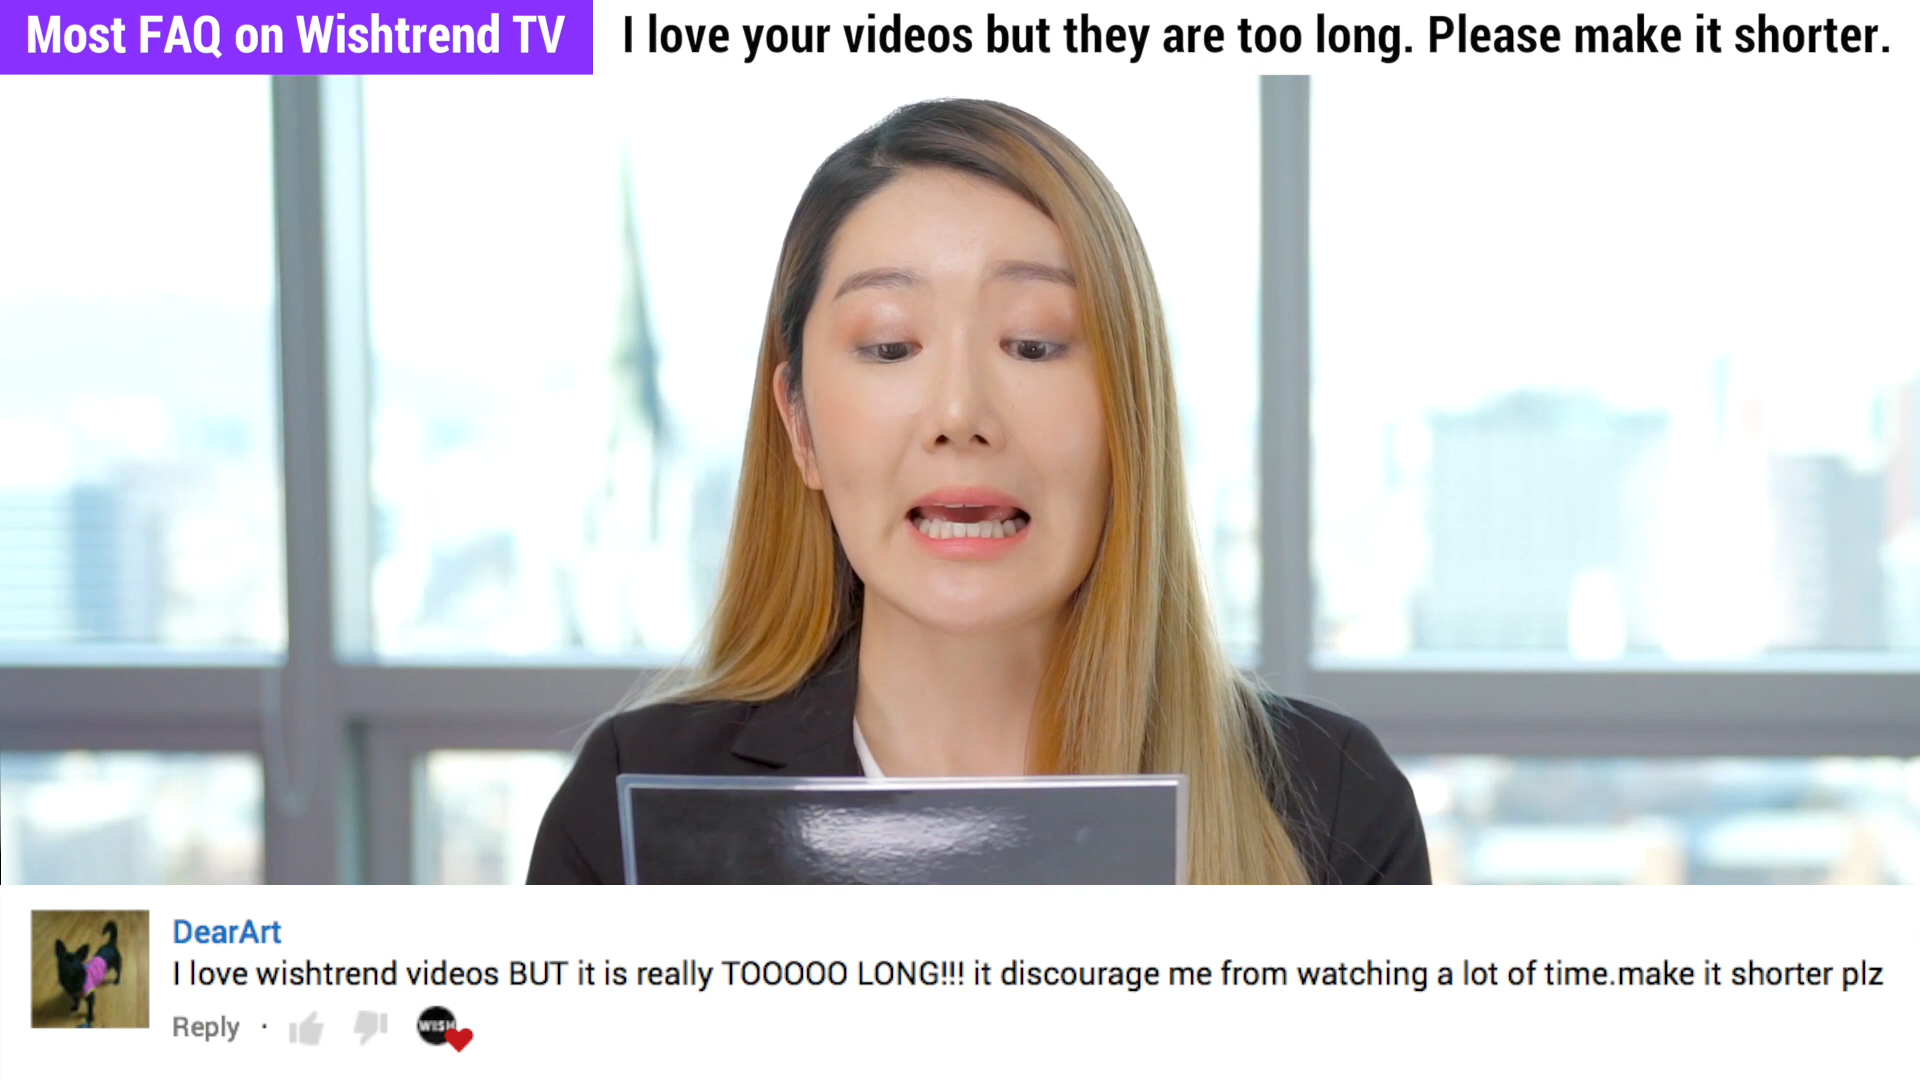 Most FAQ on Wishtrend TV
I love your videos but they are too long. Please make it shorter.
DearArt
I love wishtrend videos BUT it is really TOOOOO LONG!!! it discourage me from watching a lot of time.make it shorter plz
Reply ·
WISH